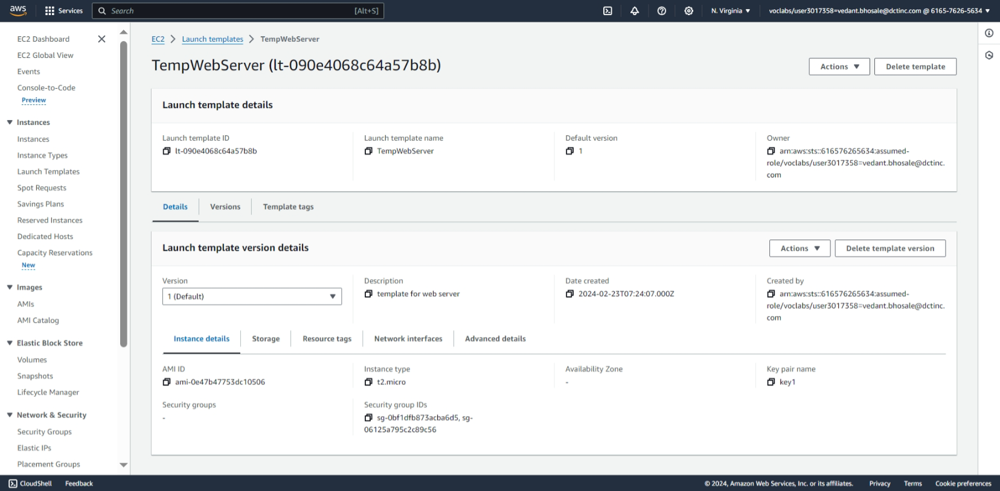 aws
Services
Search
[Alt+S]
N. Virginia
voclabs/user3017358=vedant.bhosale@dctinc.com @ 6165-7626-5634
EC2 Dashboard
EC2 Global View
Events
Console-to-Code
Preview
Instances
Instances
Instance Types
Launch Templates
Spot Requests
Savings Plans
Reserved Instances
Dedicated Hosts
Capacity Reservations
New
Images
AMIs
AMI Catalog
Elastic Block Store
Volumes
Snapshots
Lifecycle Manager
Network & Security
Security Groups
Elastic IPs
Placement Groups
EC2 > Launch templates > TempWebServer
TempWebServer (lt-090e4068c64a57b8b)
Actions
Delete template
Launch template details
Launch template ID
lt-090e4068c64a57b8b
Launch template name
TempWebServer
Default version
1
Owner
arn:aws:sts::616576265634:assumed-
role/voclabs/user3017358=vedant.bhosale@dctinc.
com
Details
Versions
Template tags
Launch template version details
Actions
Delete template version
Version
1 (Default)
Description
template for web server
Date created
2024-02-23T07:24:07.000Z
Created by
arn:aws:sts::616576265634:assumed-
role/voclabs/user3017358=vedant.bhosale@dctinc.
com
Instance details
Storage
Resource tags
Network interfaces
Advanced details
AMI ID
ami-0e47b47753dc10506
Instance type
t2.micro
Availability Zone
-
Key pair name
key1
Security groups
-
Security group IDs
sg-0bf1dfb873acba6d5, sg-
06125a795c2c89c56
CloudShell
Feedback
© 2024, Amazon Web Services, Inc. or its affiliates.
Privacy
Terms
Cookie preferences